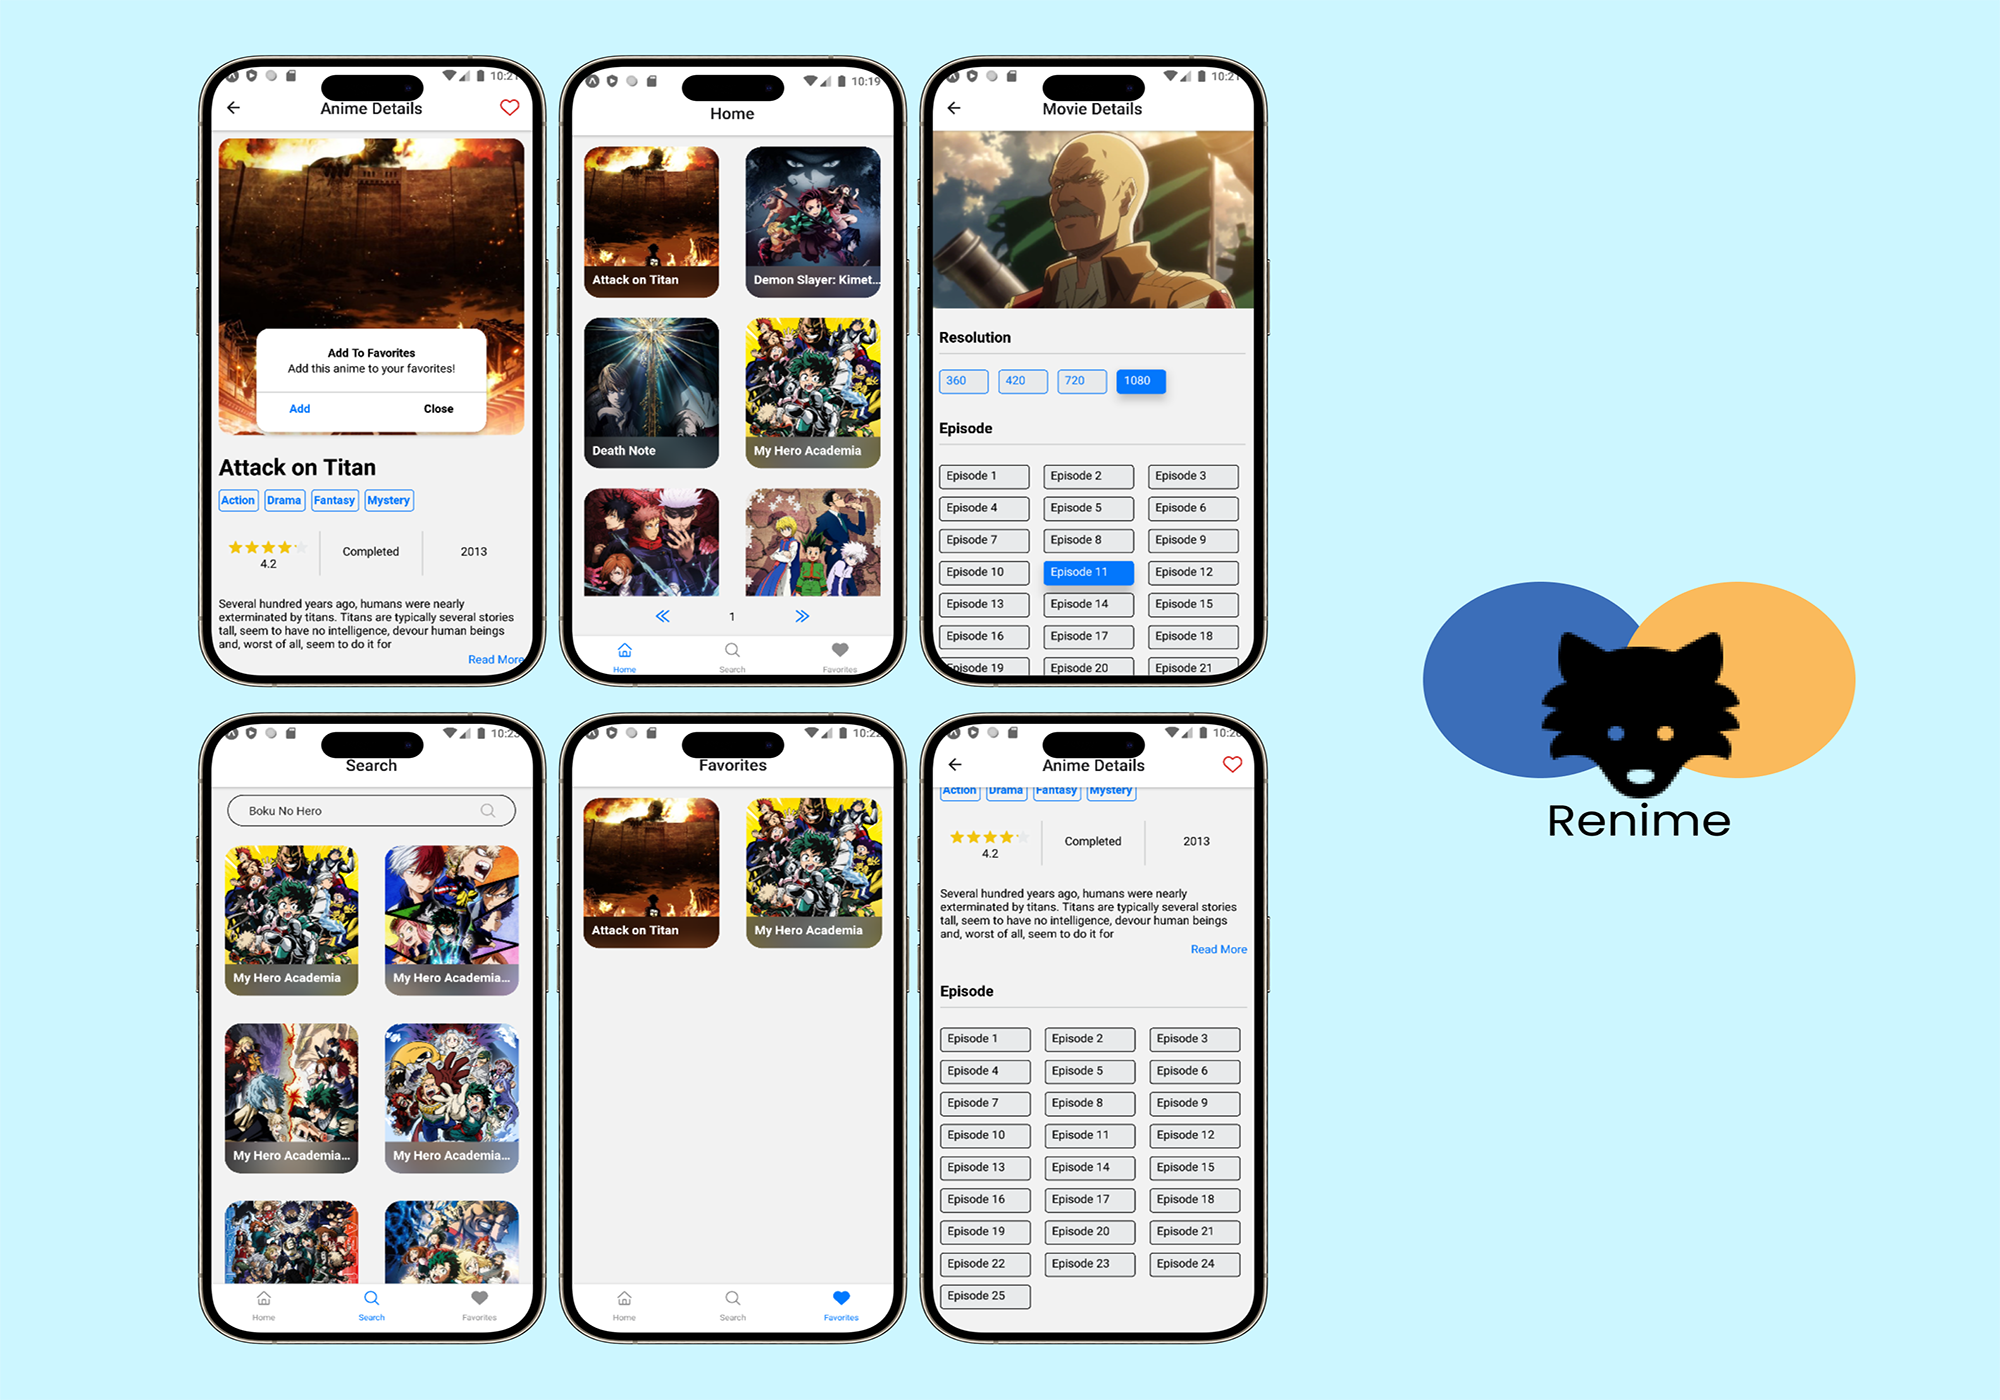 10:21
Anime Details
Add To Favorites
Add this anime to your favorites!
Add
Close
Attack on Titan
Action
Drama
Fantasy
Mystery
4.2
Completed
2013
Several hundred years ago, humans were nearly
exterminated by titans. Titans are typically several stories
tall, seem to have no intelligence, devour human beings
and, worst of all, seem to do it for
Read More
10:19
Home
Attack on Titan
Demon Slayer: Kimet...
Death Note
My Hero Academia
1
Home
Search
Favorites
10:21
Movie Details
Resolution
360
420
720
1080
Episode
Episode 1
Episode 2
Episode 3
Episode 4
Episode 5
Episode 6
Episode 7
Episode 8
Episode 9
Episode 10
Episode 11
Episode 12
Episode 13
Episode 14
Episode 15
Episode 16
Episode 17
Episode 18
Episode 19
Episode 20
Episode 21
10:23
Search
Boku No Hero
My Hero Academia
My Hero Academia...
My Hero Academia...
My Hero Academia...
Home
Search
Favorites
10:22
Favorites
Attack on Titan
My Hero Academia
Home
Search
Favorites
Anime Details
Action
Drama
Fantasy
Mystery
4.2
Completed
2013
Several hundred years ago, humans were nearly
exterminated by titans. Titans are typically several stories
tall, seem to have no intelligence, devour human beings
and, worst of all, seem to do it for
Read More
Episode
Episode 1
Episode 2
Episode 3
Episode 4
Episode 5
Episode 6
Episode 7
Episode 8
Episode 9
Episode 10
Episode 11
Episode 12
Episode 13
Episode 14
Episode 15
Episode 16
Episode 17
Episode 18
Episode 19
Episode 20
Episode 21
Episode 22
Episode 23
Episode 24
Episode 25
Renime